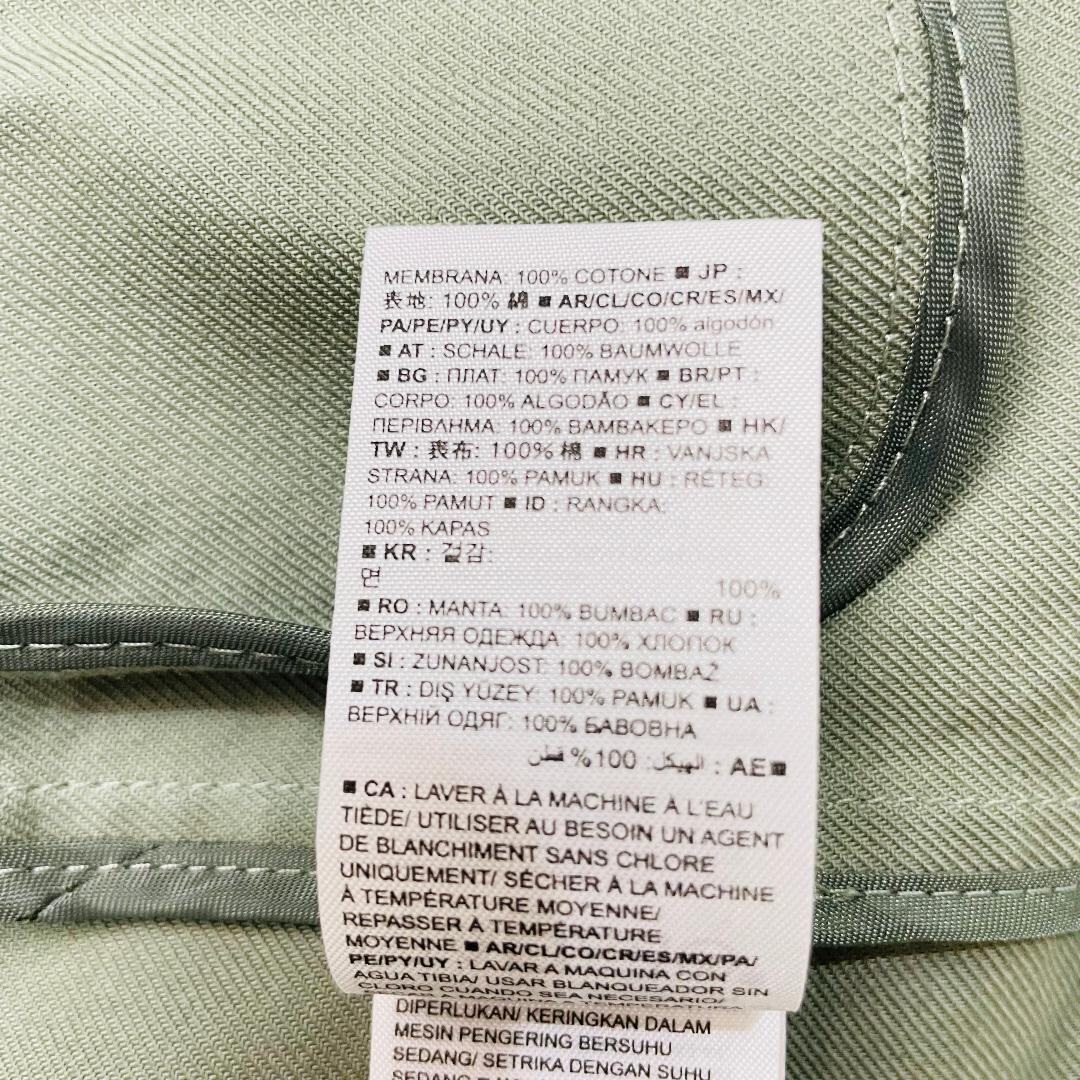 MEMBRANA: 100% COTONE ■ JP :
表地: 100% 綿 ■ AR/CL/CO/CR/ES/MX/
PA/PE/PY/UY : CUERPO: 100% algodón
■ AT : SCHALE: 100% BAUMWOLLE
■ BG : ПЛАТ: 100% ПАМУК ■ BR/PT :
CORPO: 100% ALGODÃO ■ CY/EL :
ΠΕΡΙΒΛΗΜΑ: 100% ΒΑΜΒΑΚΕΡΟ ■ HK/
TW : 表布: 100% 棉 ■ HR : VANJSKA
STRANA: 100% PAMUK ■ HU : RÉTEG:
100% PAMUT ■ ID : RANGKA:
100% KAPAS
■ KR : 겉감:
면 100%
■ RO : MANTA: 100% BUMBAC ■ RU :
ВЕРХНЯЯ ОДЕЖДА: 100% ХЛОПОК
■ SI : ZUNANJOST: 100% BOMBAŽ
■ TR : DIŞ YÜZEY: 100% PAMUK ■ UA :
ВЕРХНІЙ ОДЯГ: 100% БАВОВНА
■AE : الهيكل: 100% قطن
■ CA : LAVER À LA MACHINE À L'EAU
TIÈDE/ UTILISER AU BESOIN UN AGENT
DE BLANCHIMENT SANS CHLORE
UNIQUEMENT/ SÉCHER À LA MACHINE
À TEMPÉRATURE MOYENNE/
REPASSER À TEMPÉRATURE
MOYENNE ■ AR/CL/CO/CR/ES/MX/PA/
PE/PY/UY : LAVAR A MAQUINA CON
AGUA TIBIA/ USAR BLANQUEADOR SIN
CLORO CUANDO SEA NECESARIO/
DIPERLUKAN/ KERINGKAN DALAM
MESIN PENGERING BERSUHU
SEDANG/ SETRIKA DENGAN SUHU